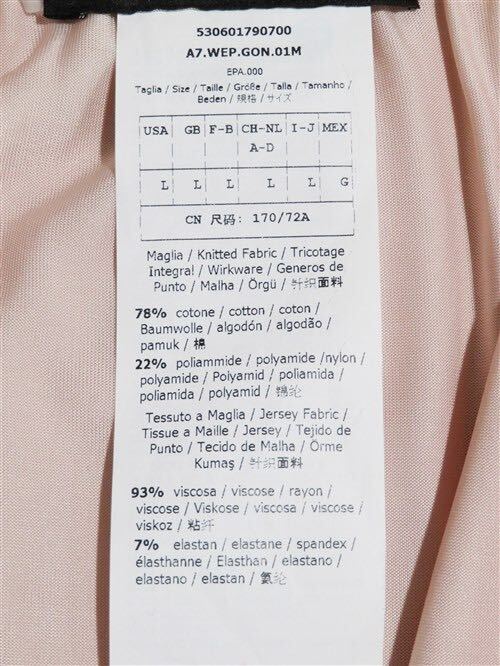 530601790700
A7.WEP.GON.01M
EPA.000
Taglia / Size / Taille / Größe / Talla / Tamanho /
Beden / 规格 / サイズ
USA GB F-B CH-NL I-J MEX
A-D
L L L L L G
CN 尺码: 170/72A
Maglia / Knitted Fabric / Tricotage
Integral / Wirkware / Generos de
Punto / Malha / Örgü / 针织面料
78% cotone / cotton / coton /
Baumwolle / algodón / algodão /
pamuk / 棉
22% poliammide / polyamide /nylon /
polyamide / Polyamid / poliamida /
poliamida / polyamid / 锦纶
Tessuto a Maglia / Jersey Fabric /
Tissue a Maille / Jersey / Tejido de
Punto / Tecido de Malha / Örme
Kumaş / 针织面料
93% viscosa / viscose / rayon /
viscose / Viskose / viscosa / viscose /
viskoz / 粘纤
7% elastan / elastane / spandex /
élasthanne / Elasthan / elastano /
elastano / elastan / 氨纶